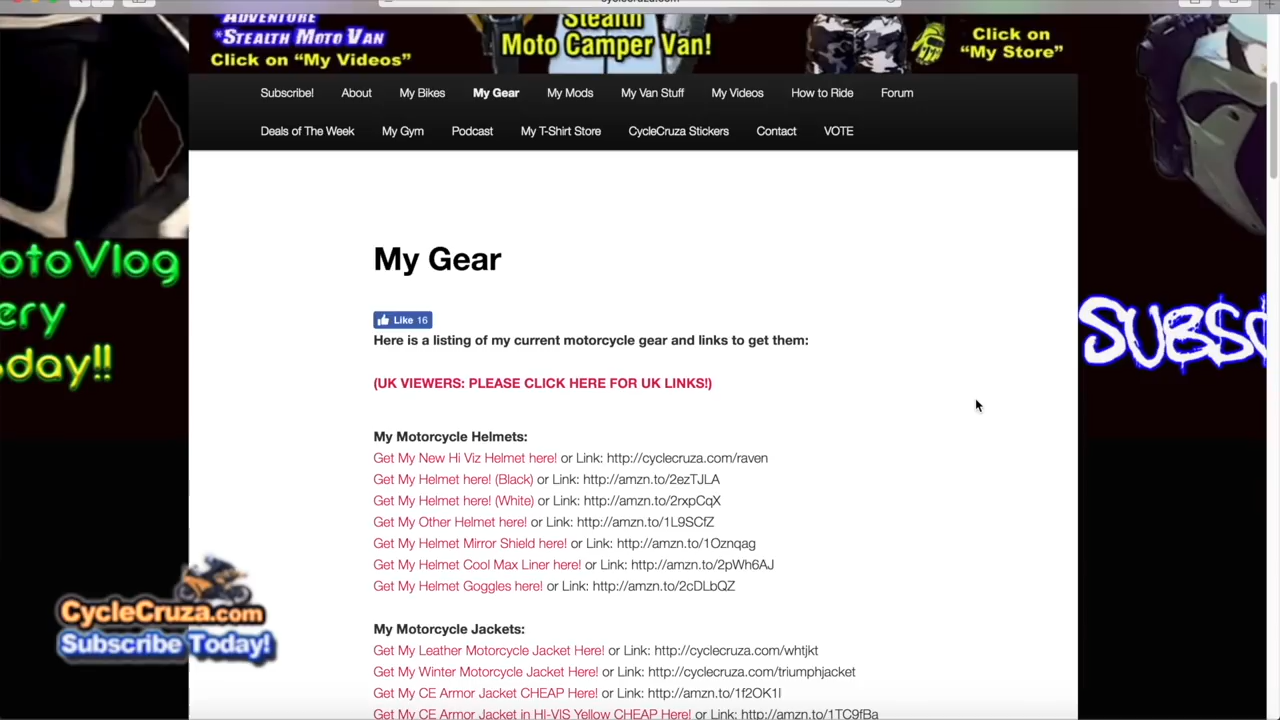 cyclecruza.com
ADVENTURE
*STEALTH MOTO VAN
Click on "My Videos"
Stealth
Moto Camper Van!
Click on
"My Store"
Subscribe! About My Bikes My Gear My Mods My Van Stuff My Videos How to Ride Forum
Deals of The Week My Gym Podcast My T-Shirt Store CycleCruza Stickers Contact VOTE
My Gear
Like 16
Here is a listing of my current motorcycle gear and links to get them:
(UK VIEWERS: PLEASE CLICK HERE FOR UK LINKS!)
My Motorcycle Helmets:
Get My New Hi Viz Helmet here! or Link: http://cyclecruza.com/raven
Get My Helmet here! (Black) or Link: http://amzn.to/2ezTJLA
Get My Helmet here! (White) or Link: http://amzn.to/2rxpCqX
Get My Other Helmet here! or Link: http://amzn.to/1L9SCfZ
Get My Helmet Mirror Shield here! or Link: http://amzn.to/1Oznqag
Get My Helmet Cool Max Liner here! or Link: http://amzn.to/2pWh6AJ
Get My Helmet Goggles here! or Link: http://amzn.to/2cDLbQZ
My Motorcycle Jackets:
Get My Leather Motorcycle Jacket Here! or Link: http://cyclecruza.com/whtjkt
Get My Winter Motorcycle Jacket Here! or Link: http://cyclecruza.com/triumphjacket
Get My CE Armor Jacket CHEAP Here! or Link: http://amzn.to/1f2OK1l
Get My CE Armor Jacket in HI-VIS Yellow CHEAP Here! or Link: http://amzn.to/1TC9fBa
otoVlog
ery
sday!!
SUBSC
CycleCruza.com
Subscribe Today!